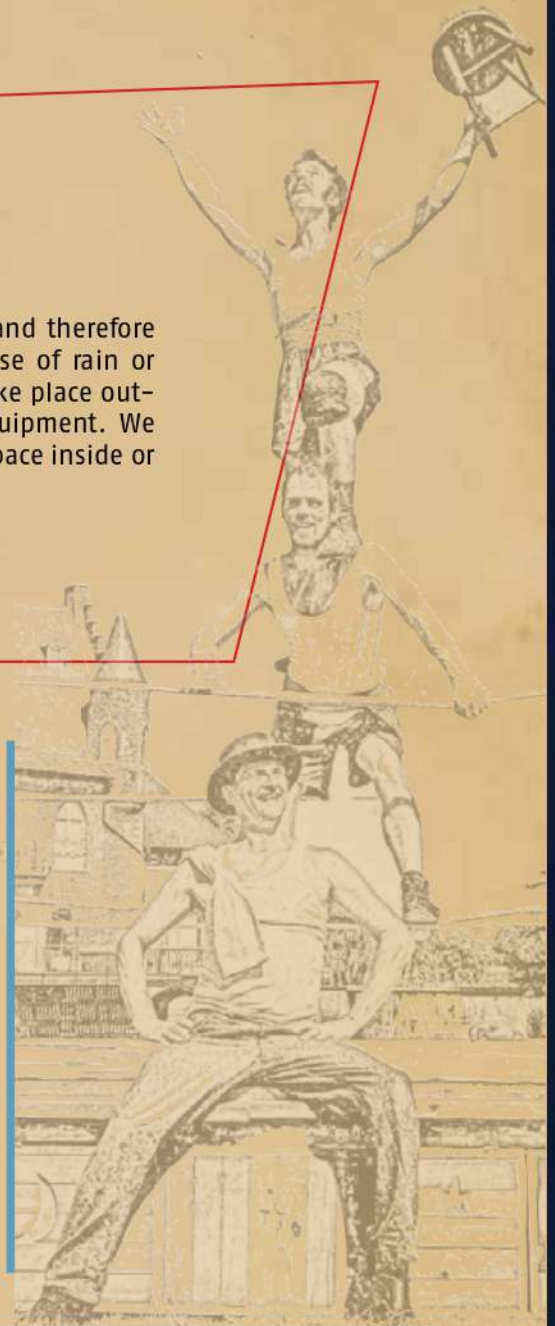 and therefore
se of rain or
ke place out-
uipment. We
pace inside or